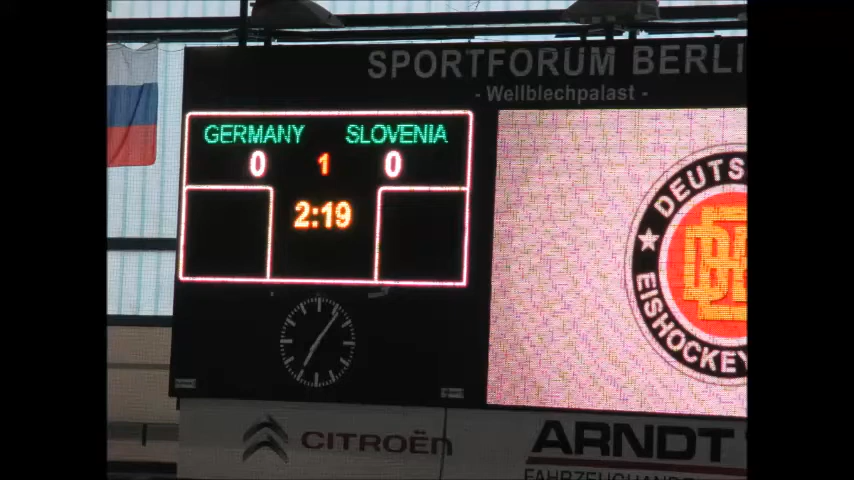 SPORTFORUM BERLI
- Wellblechpalast -
GERMANY SLOVENIA
0 1 0
2:19
DEUTS
EISHOCKEY
CITROËN
ARNDT